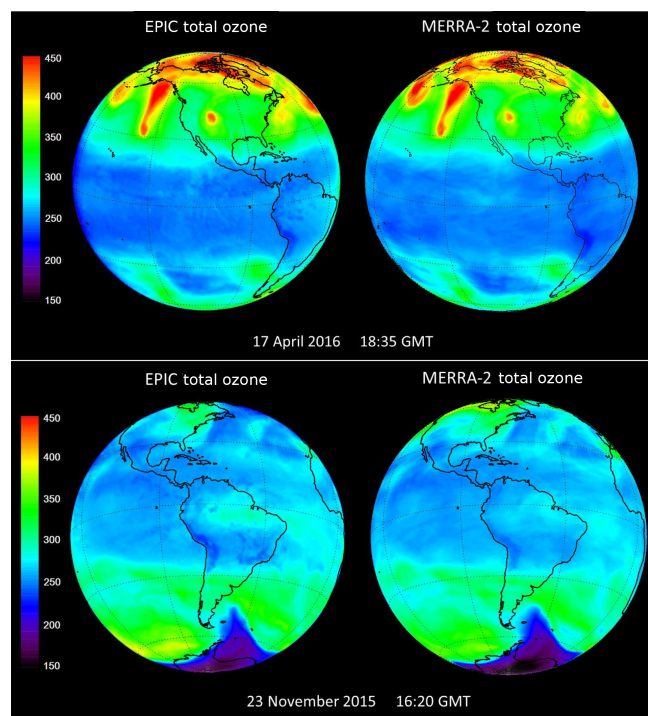 EPIC total ozone
MERRA-2 total ozone
450
400
350
300
250
200
150
17 April 2016 18:35 GMT
EPIC total ozone
MERRA-2 total ozone
450
400
350
300
250
200
150
23 November 2015 16:20 GMT